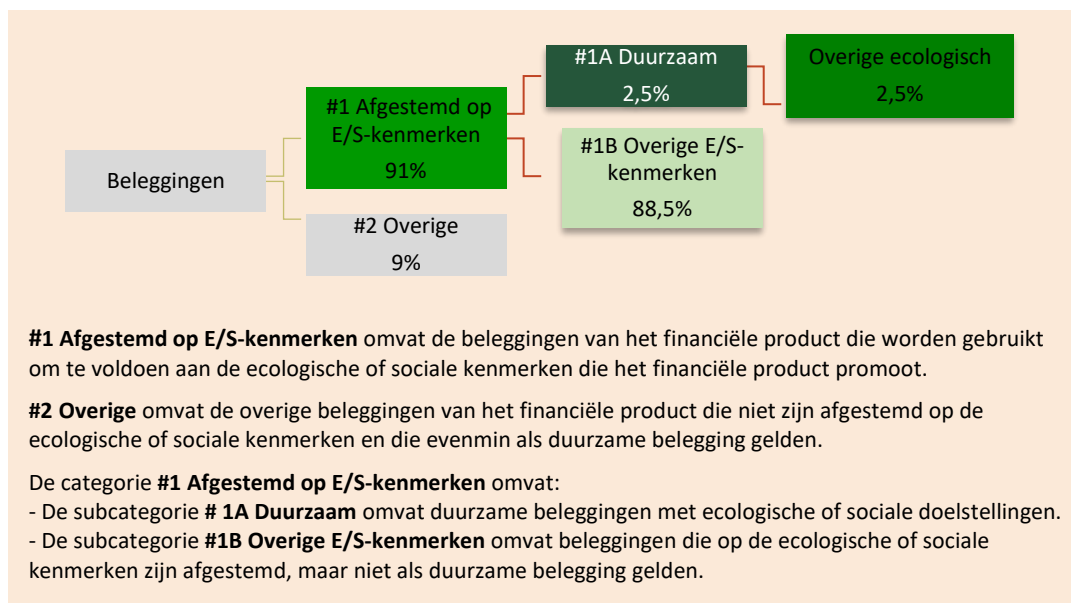 Beleggingen
#1 Afgestemd op
E/S-kenmerken
91%
#2 Overige
9%
#1A Duurzaam
2,5%
#1B Overige E/S-
kenmerken
88,5%
Overige ecologisch
2,5%
#1 Afgestemd op E/S-kenmerken omvat de beleggingen van het financiële product die worden gebruikt
om te voldoen aan de ecologische of sociale kenmerken die het financiële product promoot.
#2 Overige omvat de overige beleggingen van het financiële product die niet zijn afgestemd op de
ecologische of sociale kenmerken en die evenmin als duurzame belegging gelden.
De categorie #1 Afgestemd op E/S-kenmerken omvat:
- De subcategorie # 1A Duurzaam omvat duurzame beleggingen met ecologische of sociale doelstellingen.
- De subcategorie #1B Overige E/S-kenmerken omvat beleggingen die op de ecologische of sociale
kenmerken zijn afgestemd, maar niet als duurzame belegging gelden.